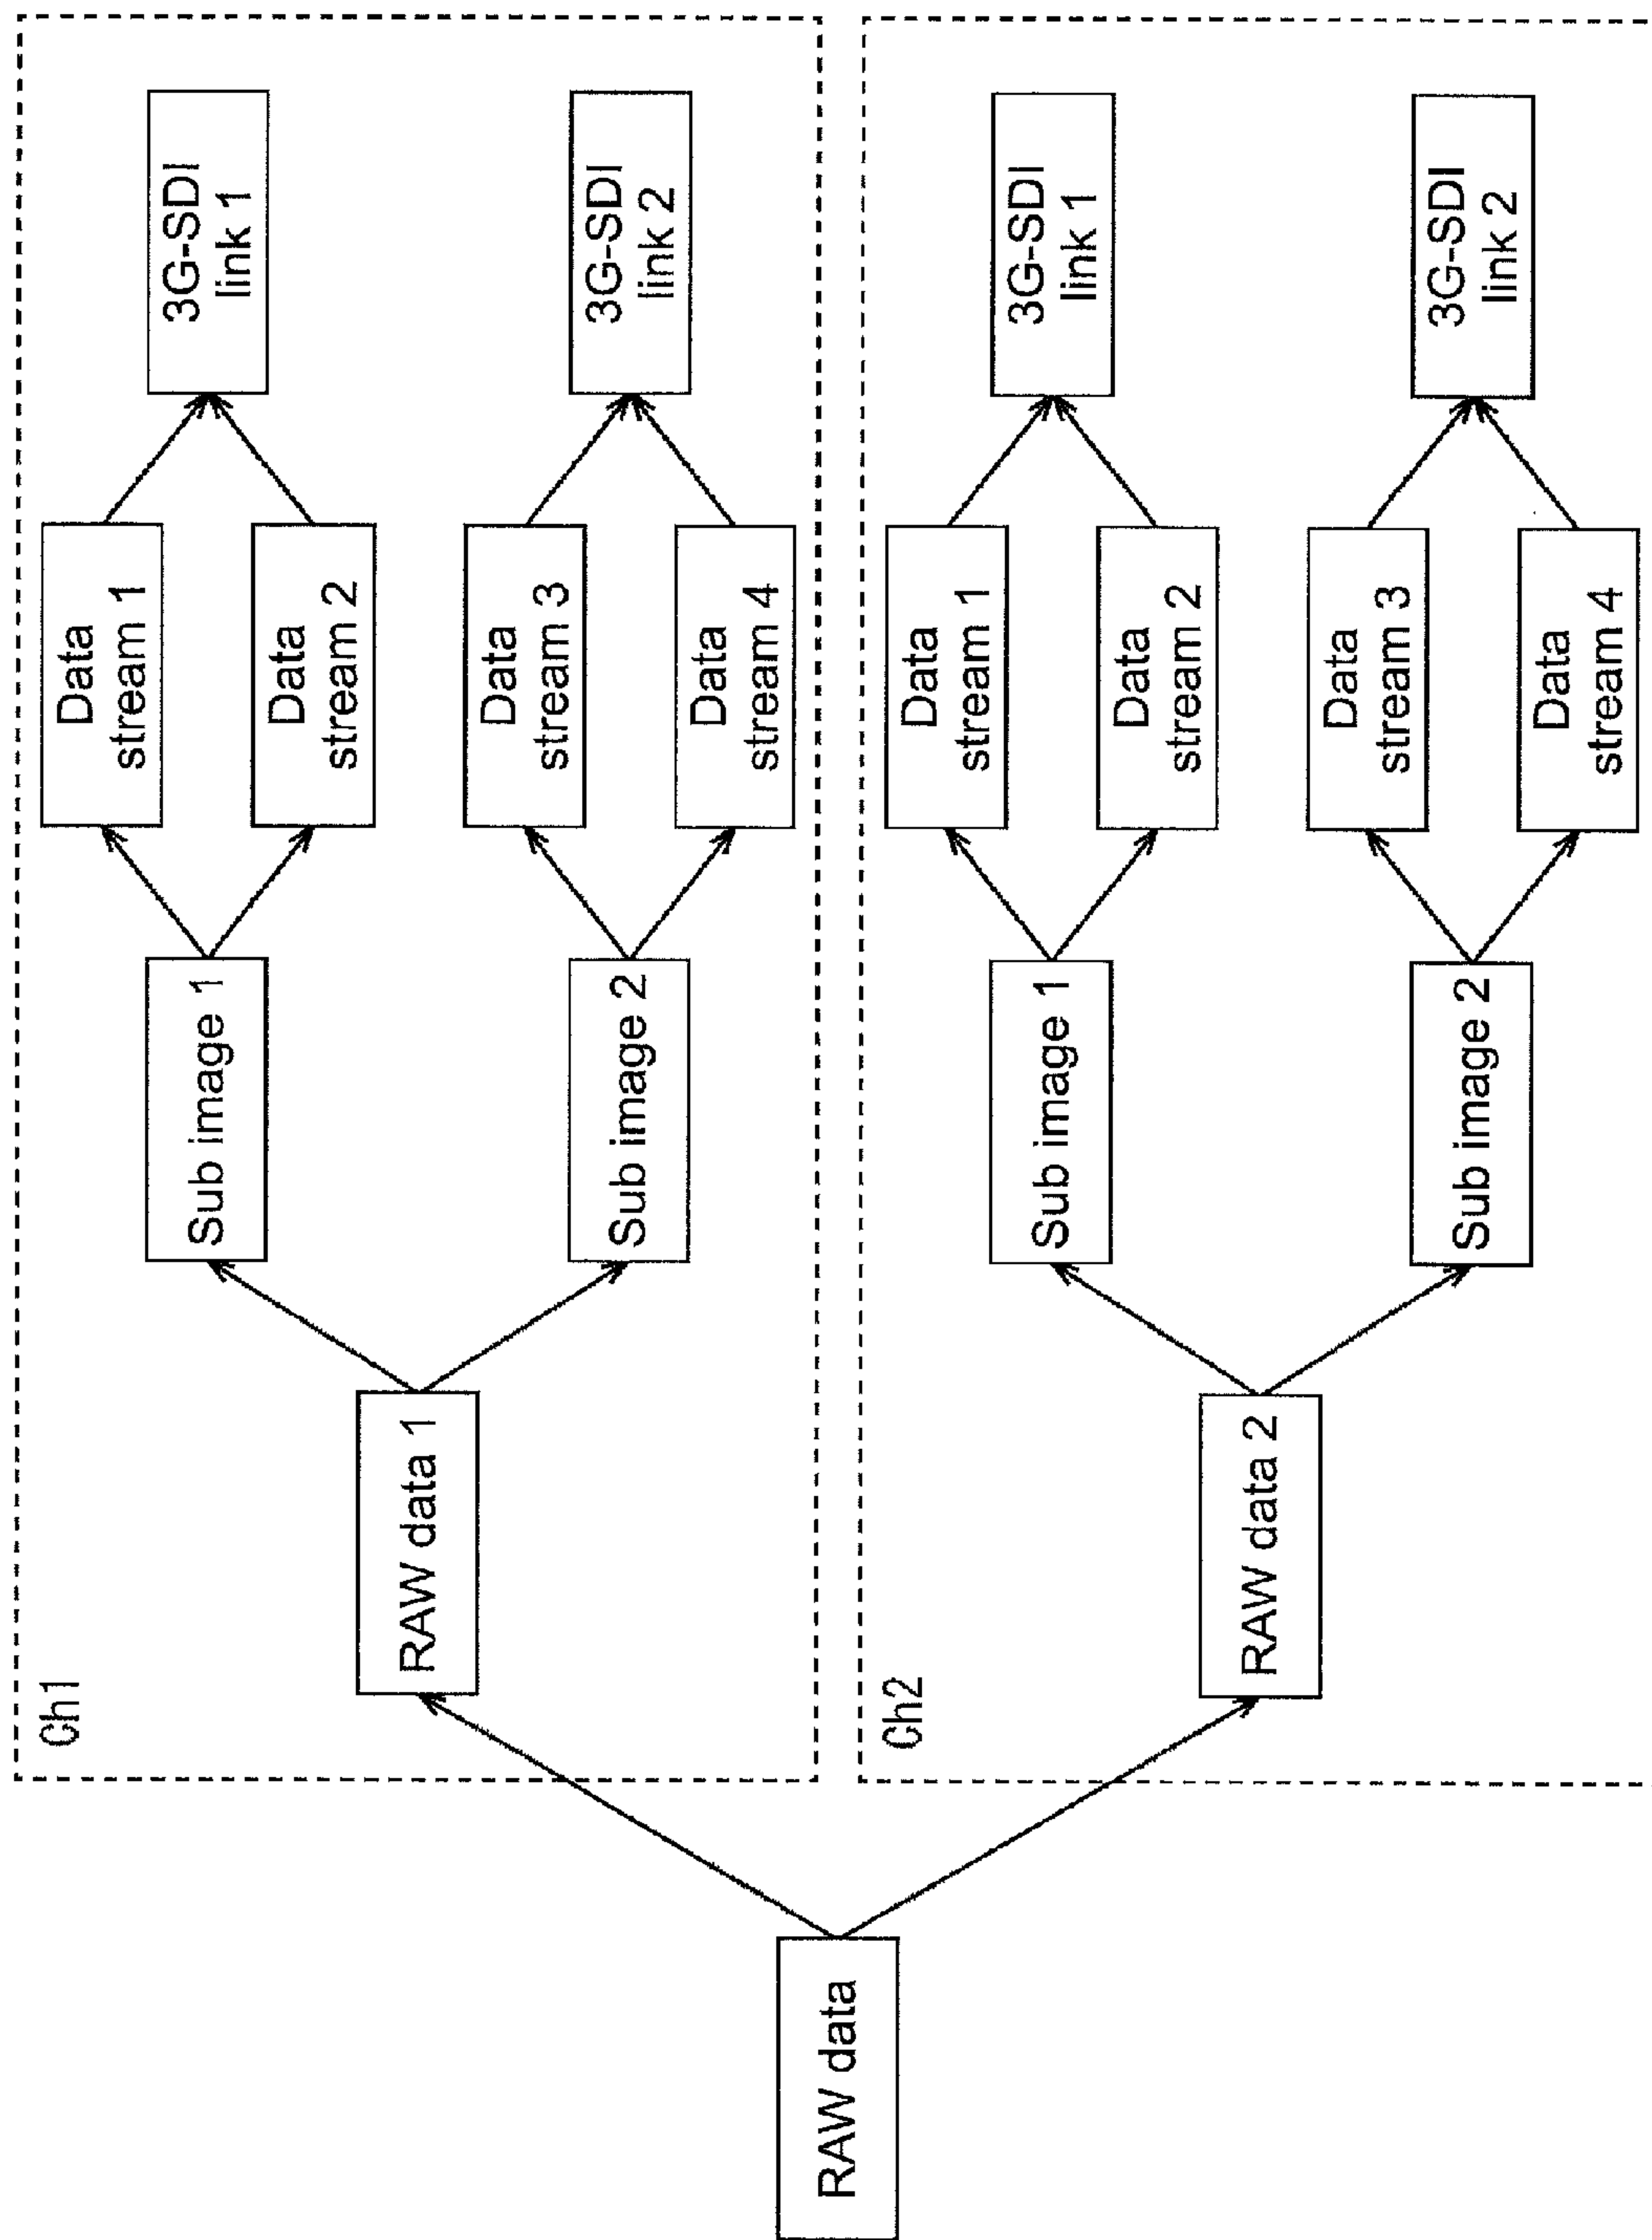 RAW data
Ch1
RAW data 1
Sub image 1
Sub image 2
Data
stream 1
Data
stream 2
Data
stream 3
Data
stream 4
3G-SDI
link 1
3G-SDI
link 2
Ch2
RAW data 2
Sub image 1
Sub image 2
Data
stream 1
Data
stream 2
Data
stream 3
Data
stream 4
3G-SDI
link 1
3G-SDI
link 2